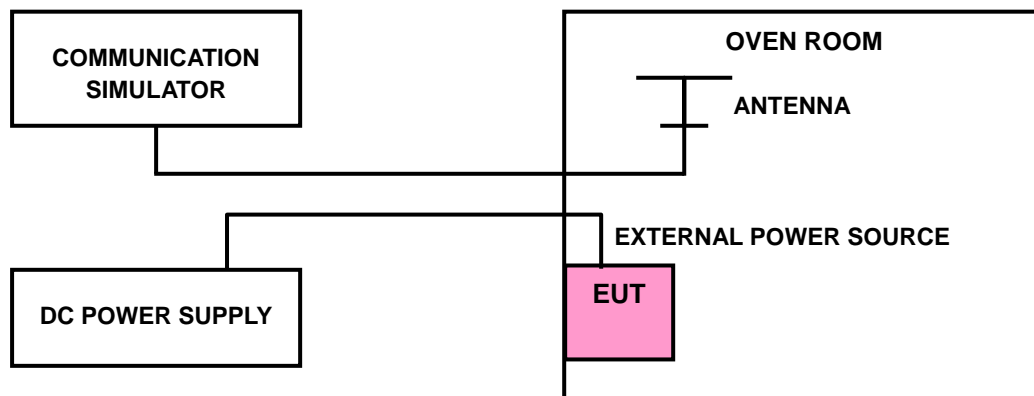 COMMUNICATION
SIMULATOR
OVEN ROOM
ANTENNA
EXTERNAL POWER SOURCE
EUT
DC POWER SUPPLY